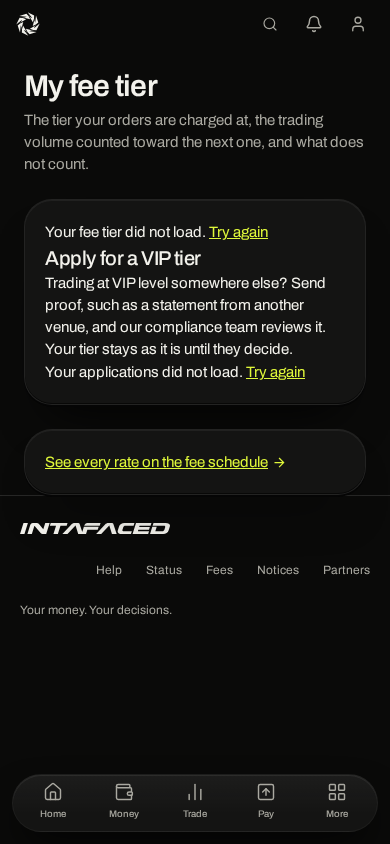 My fee tier
The tier your orders are charged at, the trading
volume counted toward the next one, and what does
not count.
Your fee tier did not load. Try again
Apply for a VIP tier
Trading at VIP level somewhere else? Send
proof, such as a statement from another
venue, and our compliance team reviews it.
Your tier stays as it is until they decide.
Your applications did not load. Try again
See every rate on the fee schedule →
INTAFACED
Help Status Fees Notices Partners
Your money. Your decisions.
Home Money Trade Pay More